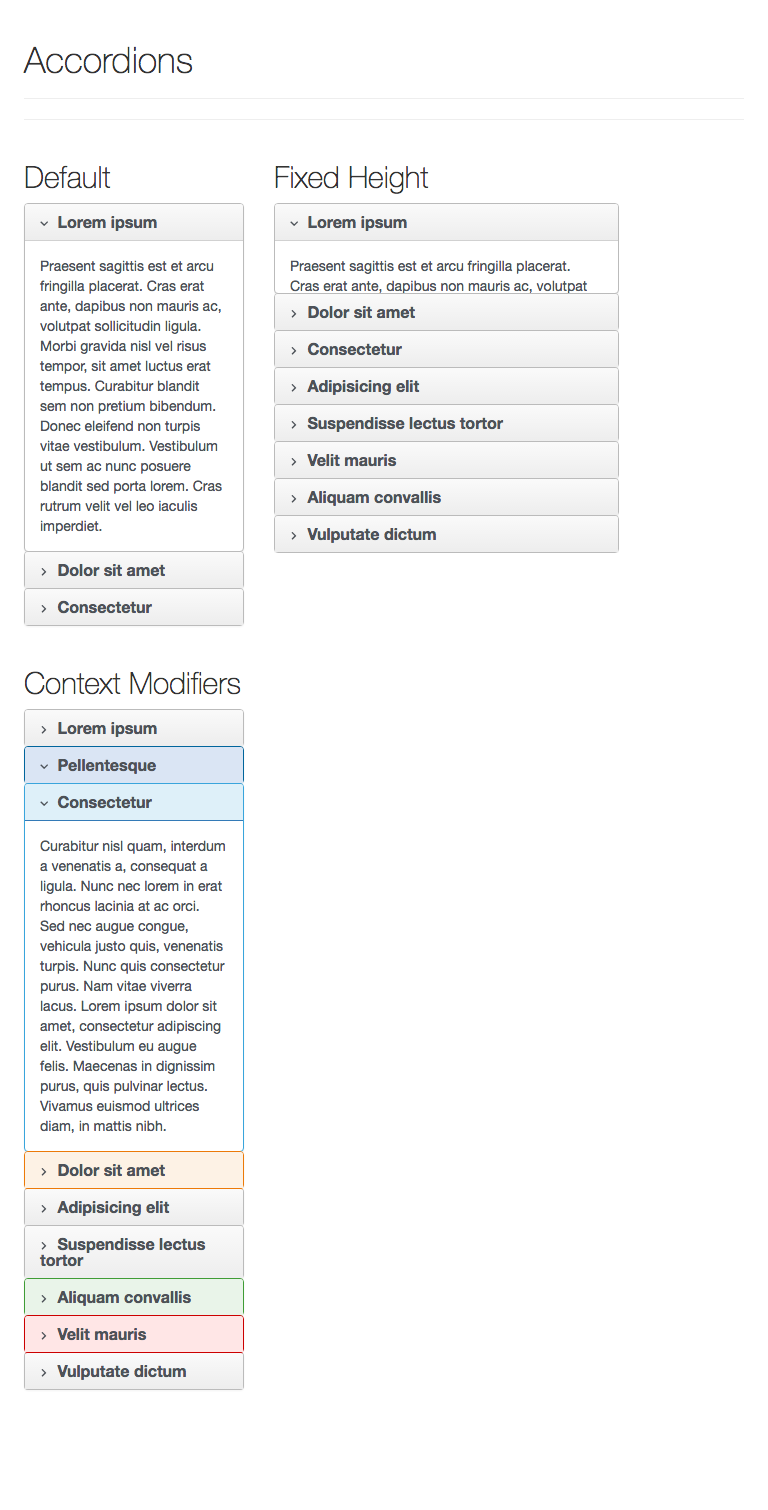 Accordions
Default
Lorem ipsum
Praesent sagittis est et arcu
fringilla placerat. Cras erat
ante, dapibus non mauris ac,
volutpat sollicitudin ligula.
Morbi gravida nisl vel risus
tempor, sit amet luctus erat
tempus. Curabitur blandit
sem non pretium bibendum.
Donec eleifend non turpis
vitae vestibulum. Vestibulum
ut sem ac nunc posuere
blandit sed porta lorem. Cras
rutrum velit vel leo iaculis
imperdiet.
Dolor sit amet
Consectetur
Fixed Height
Lorem ipsum
Praesent sagittis est et arcu fringilla placerat.
Cras erat ante, dapibus non mauris ac, volutpat
Dolor sit amet
Consectetur
Adipisicing elit
Suspendisse lectus tortor
Velit mauris
Aliquam convallis
Vulputate dictum
Context Modifiers
Lorem ipsum
Pellentesque
Consectetur
Curabitur nisl quam, interdum
a venenatis a, consequat a
ligula. Nunc nec lorem in erat
rhoncus lacinia at ac orci.
Sed nec augue congue,
vehicula justo quis, venenatis
turpis. Nunc quis consectetur
purus. Nam vitae viverra
lacus. Lorem ipsum dolor sit
amet, consectetur adipiscing
elit. Vestibulum eu augue
felis. Maecenas in dignissim
purus, quis pulvinar lectus.
Vivamus euismod ultrices
diam, in mattis nibh.
Dolor sit amet
Adipisicing elit
Suspendisse lectus
tortor
Aliquam convallis
Velit mauris
Vulputate dictum